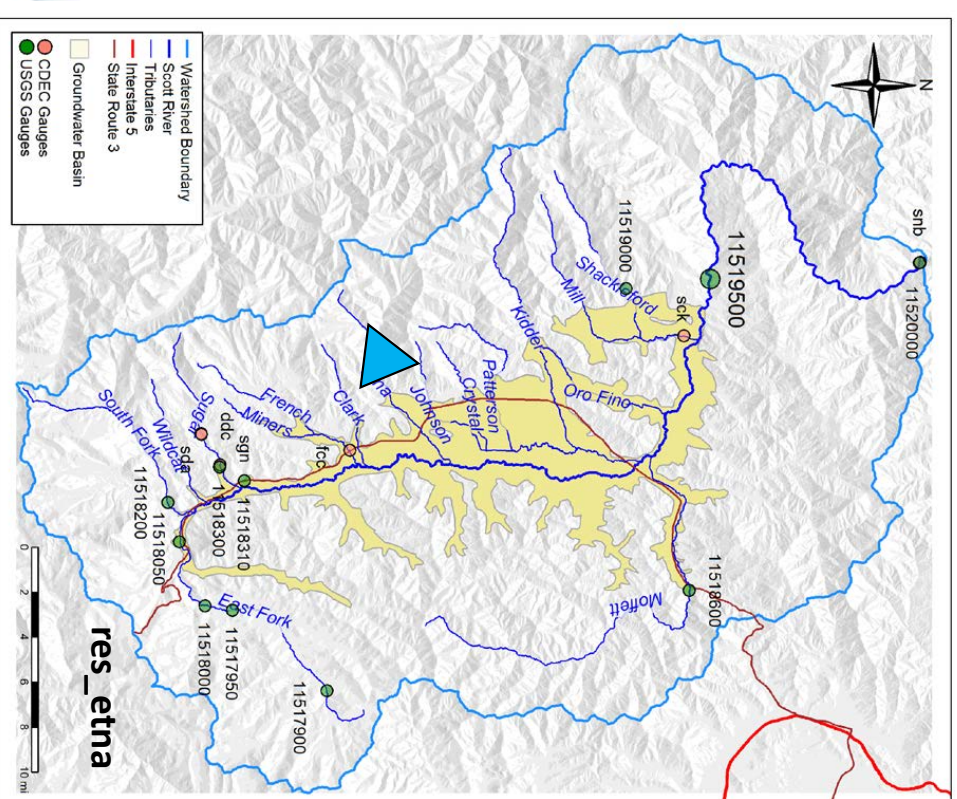 N
snb
11520000
11519500
11519000
Shackleford
Mill
sck
Kidder
Oro Fino
Patterson
Crystal
Johnson
na
Clark
French
Miners
fcc
Sugar
ddc
sgn
Wildcat
sda
South Fork
11518310
11518300
11518050
11518200
East Fork
11518000
11517950
11517900
Moffett
11518600
Watershed Boundary
Scott River
Tributaries
Interstate 5
State Route 3
Groundwater Basin
CDEC Gauges
USGS Gauges
0 2 4 6 8 10 mi
res_etna